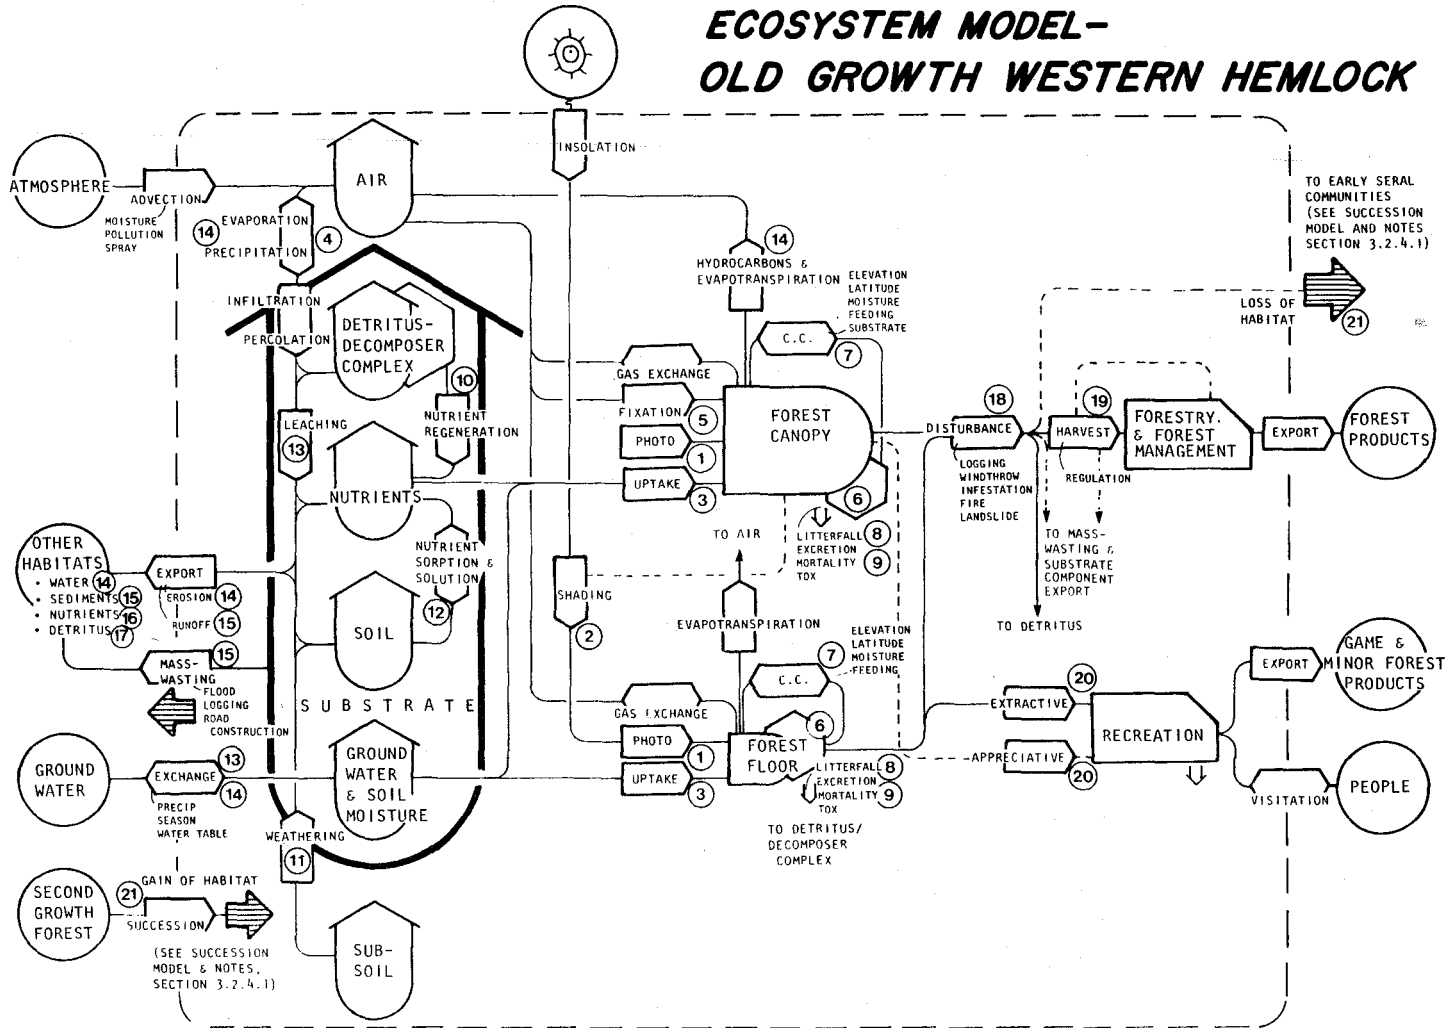 ECOSYSTEM MODEL-
OLD GROWTH WESTERN HEMLOCK
INSOLATION
ATMOSPHERE
ADVECTION
MOISTURE
POLLUTION
SPRAY
AIR
14
EVAPORATION
PRECIPITATION
4
INFILTRATION
PERCOLATION
DETRITUS-
DECOMPOSER
COMPLEX
10
NUTRIENT
REGENERATION
LEACHING
13
NUTRIENTS
NUTRIENT
SORPTION &
SOLUTION
12
SOIL
SUBSTRATE
GROUND
WATER
& SOIL
MOISTURE
WEATHERING
11
SUB-
SOIL
OTHER
HABITATS
• WATER 14
• SEDIMENTS 15
• NUTRIENTS 16
• DETRITUS 17
EXPORT
EROSION 14
RUNOFF 15
MASS-
WASTING
15
FLOOD
LOGGING
ROAD
CONSTRUCTION
GROUND
WATER
EXCHANGE
13
14
PRECIP
SEASON
WATER TABLE
SECOND
GROWTH
FOREST
21
GAIN OF HABITAT
SUCCESSION
(SEE SUCCESSION
MODEL & NOTES,
SECTION 3.2.4.1)
14
HYDROCARBONS &
EVAPOTRANSPIRATION
ELEVATION
LATITUDE
MOISTURE
FEEDING
SUBSTRATE
C.C.
7
GAS EXCHANGE
FIXATION
5
PHOTO
1
UPTAKE
3
FOREST
CANOPY
6
LITTERFALL
EXCRETION
MORTALITY
TOX
8
9
TO AIR
SHADING
2
EVAPOTRANSPIRATION
ELEVATION
LATITUDE
MOISTURE
FEEDING
7
C.C.
GAS EXCHANGE
PHOTO
1
UPTAKE
3
FOREST
FLOOR
6
LITTERFALL
EXCRETION
MORTALITY
TOX
8
9
TO DETRITUS/
DECOMPOSER
COMPLEX
18
DISTURBANCE
LOGGING
WINDTHROW
INFESTATION
FIRE
LANDSLIDE
19
HARVEST
REGULATION
TO MASS-
WASTING &
SUBSTRATE
COMPONENT
EXPORT
TO DETRITUS
FORESTRY.
& FOREST
MANAGEMENT
EXPORT
FOREST
PRODUCTS
TO EARLY SERAL
COMMUNITIES
(SEE SUCCESSION
MODEL AND NOTES
SECTION 3.2.4.1)
LOSS OF
HABITAT
21
EXTRACTIVE
20
APPRECIATIVE
20
RECREATION
EXPORT
GAME &
MINOR FOREST
PRODUCTS
VISITATION
PEOPLE